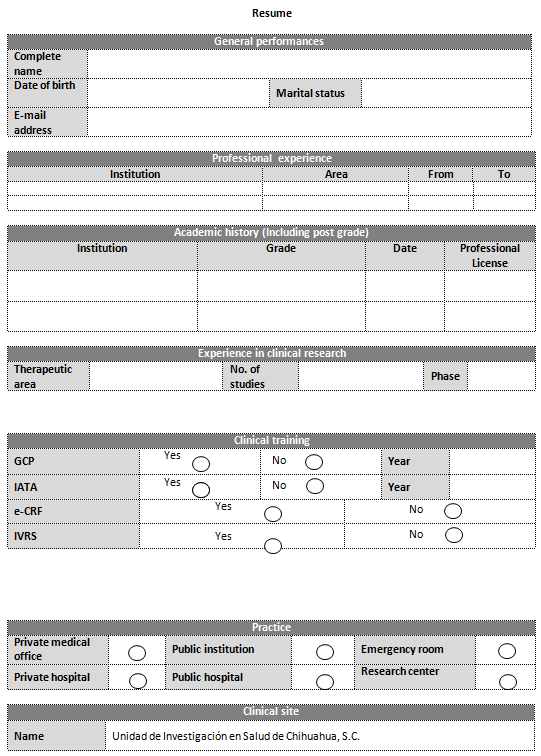 Resume
General performances
Complete
name
Date of birth
Marital status
E-mail
address
Professional experience
Institution Area From To
Academic history (Including post grade)
Institution Grade Date Professional
License
Experience in clinical research
Therapeutic
area
No. of
studies
Phase
Clinical training
GCP Yes No Year
IATA Yes No Year
e-CRF Yes No
IVRS Yes No
Practice
Private medical
office
Public institution
Emergency room
Private hospital
Public hospital
Research center
Clinical site
Name Unidad de Investigación en Salud de Chihuahua, S.C.